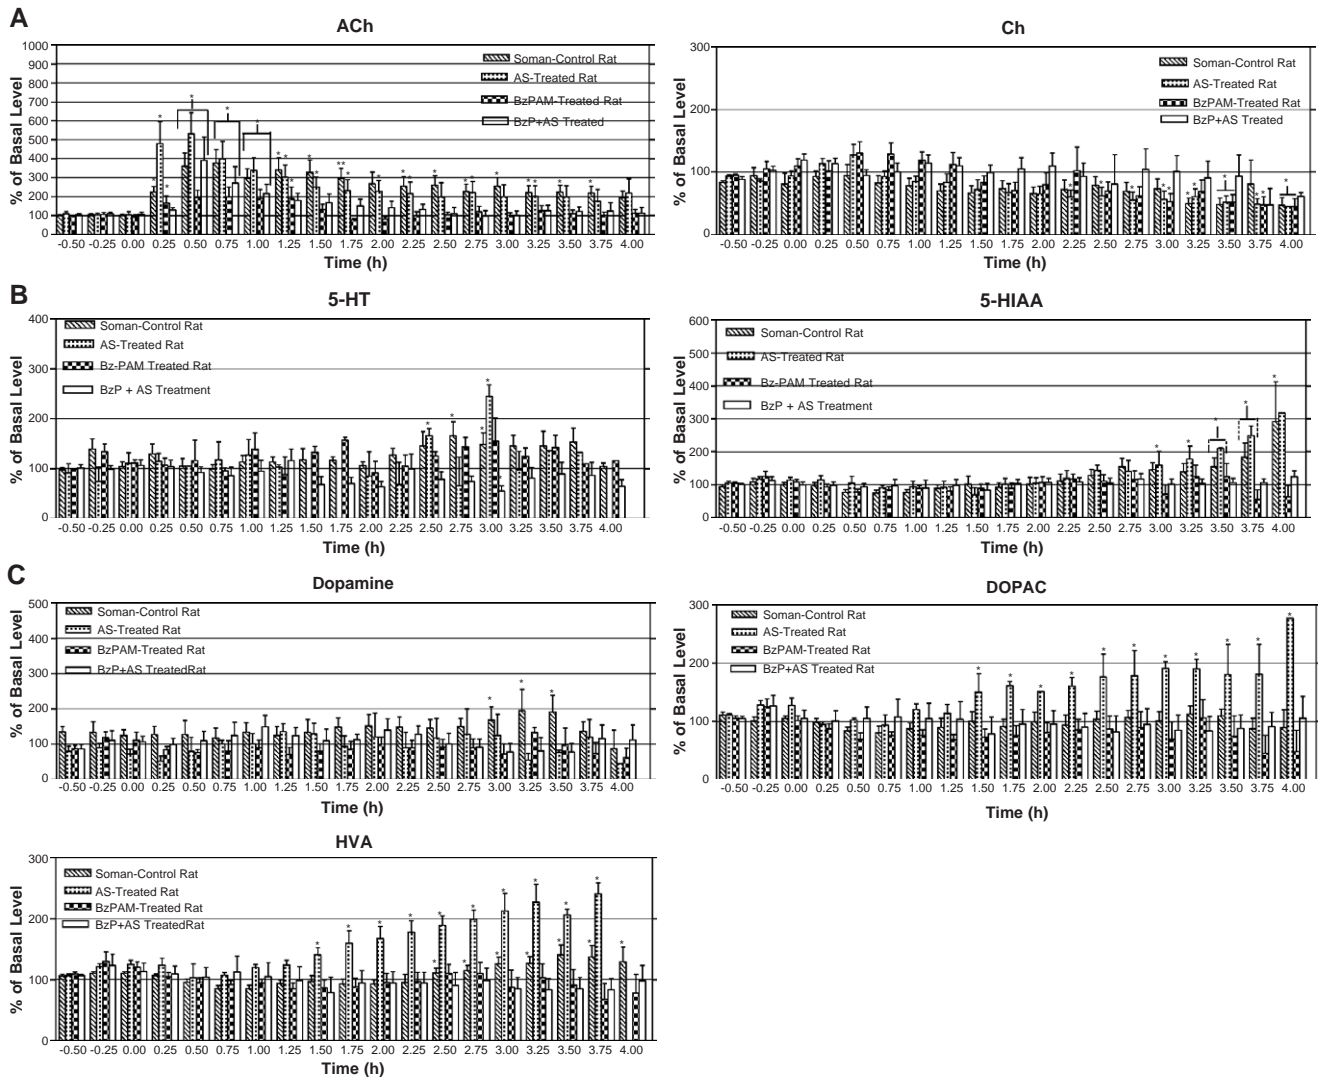 A
ACh
% of Basal Level
1000
900
800
700
600
500
400
300
200
100
0
Soman-Control Rat
AS-Treated Rat
BzPAM-Treated Rat
BzP+AS Treated
-0.50 -0.25 0.00 0.25 0.50 0.75 1.00 1.25 1.50 1.75 2.00 2.25 2.50 2.75 3.00 3.25 3.50 3.75 4.00
Time (h)
Ch
% of Basal Level
300
200
100
0
Soman-Control Rat
AS-Treated Rat
BzPAM-Treated Rat
BzP+AS Treated
-0.50 -0.25 0.00 0.25 0.50 0.75 1.00 1.25 1.50 1.75 2.00 2.25 2.50 2.75 3.00 3.25 3.50 3.75 4.00
Time (h)
B
5-HT
% of Basal Level
400
300
200
100
0
Soman-Control Rat
AS-Treated Rat
Bz-PAM Treated Rat
BzP + AS Treatment
-0.50 -0.25 0.00 0.25 0.50 0.75 1.00 1.25 1.50 1.75 2.00 2.25 2.50 2.75 3.00 3.25 3.50 3.75 4.00
Time (h)
5-HIAA
% of Basal Level
600
500
400
300
200
100
0
Soman-Control Rat
AS-Treated Rat
Bz-PAM Treated Rat
BzP + AS Treatment
-0.50 -0.25 0.00 0.25 0.50 0.75 1.00 1.25 1.50 1.75 2.00 2.25 2.50 2.75 3.00 3.25 3.50 3.75 4.00
Time (h)
C
Dopamine
% of Basal Level
500
400
300
200
100
0
Soman-Control Rat
AS-Treated Rat
BzPAM-Treated Rat
BzP+AS TreatedRat
-0.50 -0.25 0.00 0.25 0.50 0.75 1.00 1.25 1.50 1.75 2.00 2.25 2.50 2.75 3.00 3.25 3.50 3.75 4.00
Time (h)
DOPAC
% of Basal Level
300
200
100
0
Soman-Control Rat
AS-Treated Rat
BzPAM-Treated Rat
BzP+AS Treated Rat
-0.50 -0.25 0.00 0.25 0.50 0.75 1.00 1.25 1.50 1.75 2.00 2.25 2.50 2.75 3.00 3.25 3.50 3.75 4.00
Time (h)
HVA
% of Basal Level
300
200
100
0
Soman-Control Rat
AS-Treated Rat
BzPAM-Treated Rat
BzP+AS TreatedRat
-0.50 -0.25 0.00 0.25 0.50 0.75 1.00 1.25 1.50 1.75 2.00 2.25 2.50 2.75 3.00 3.25 3.50 3.75 4.00
Time (h)